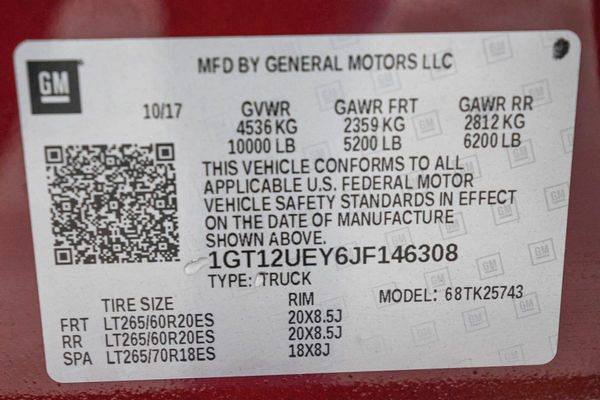 GM
MFD BY GENERAL MOTORS LLC
10/17
GVWR GAWR FRT GAWR RR
4536 KG 2359 KG 2812 KG
10000 LB 5200 LB 6200 LB
THIS VEHICLE CONFORMS TO ALL
APPLICABLE U.S. FEDERAL MOTOR
VEHICLE SAFETY STANDARDS IN EFFECT
ON THE DATE OF MANUFACTURE
SHOWN ABOVE.
1GT12UEY6JF146308
TYPE: TRUCK
MODEL: 68TK25743
TIRE SIZE RIM
FRT LT265/60R20ES 20X8.5J
RR LT265/60R20ES 20X8.5J
SPA LT265/70R18ES 18X8J